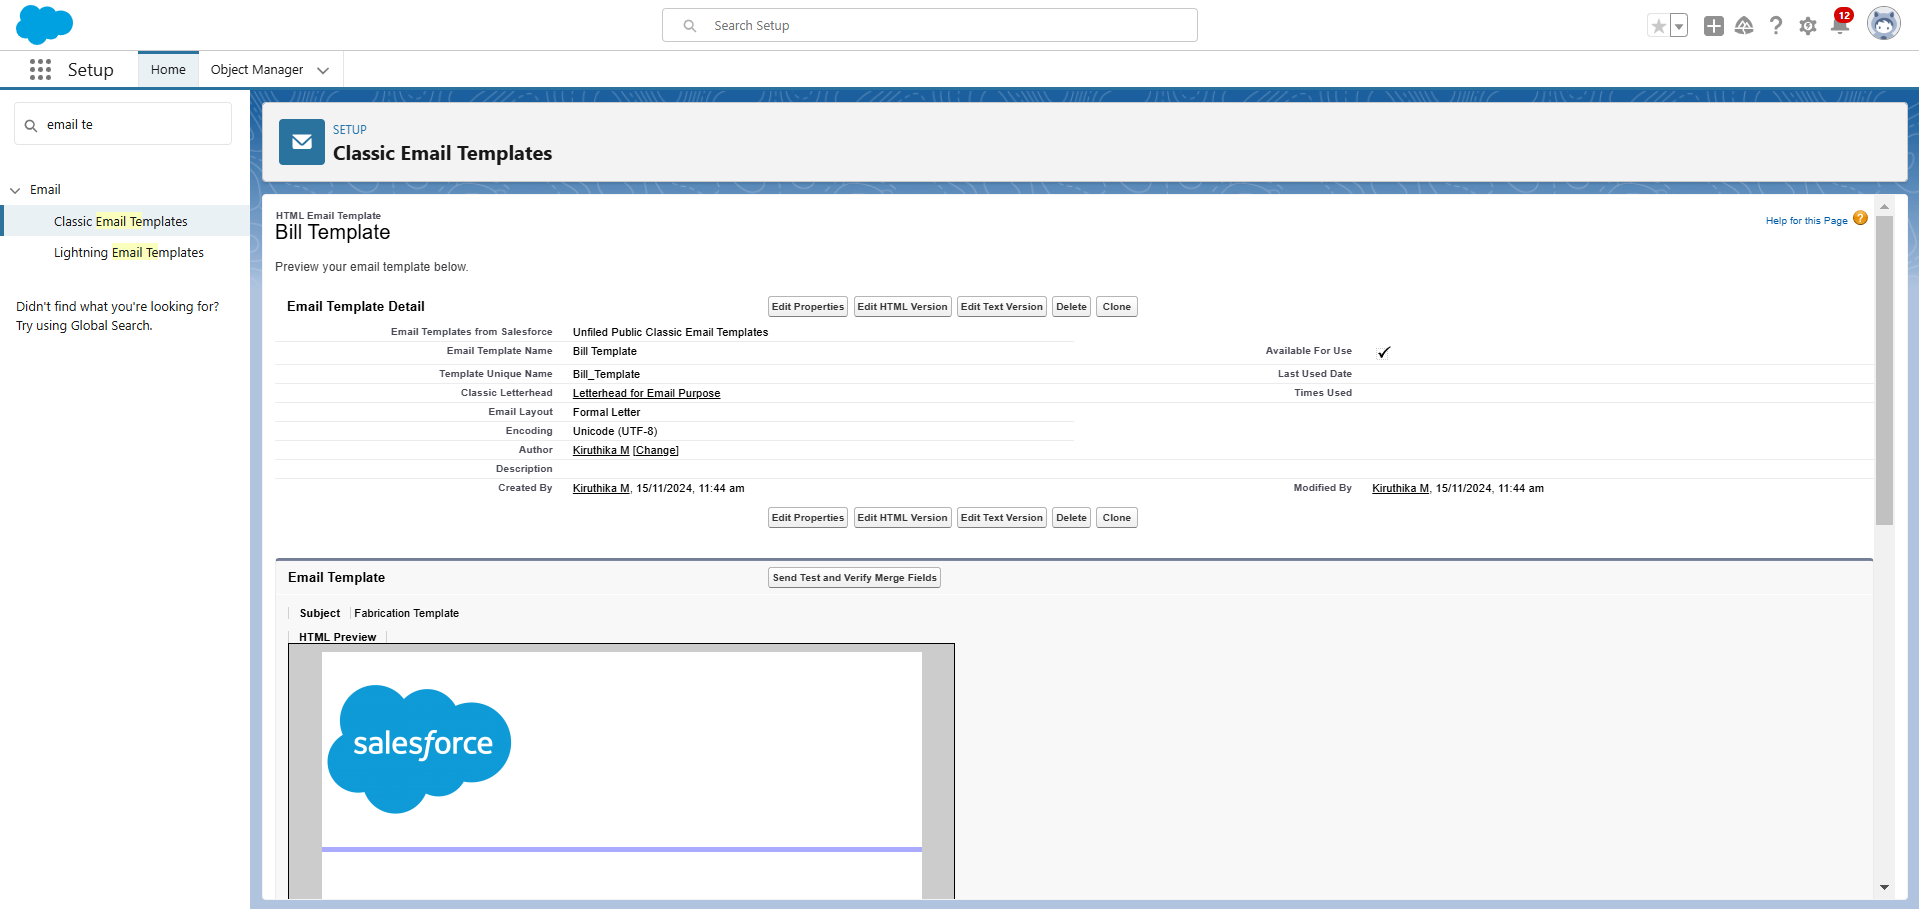 Search Setup
12
Setup
Home
Object Manager
email te
Email
Classic Email Templates
Lightning Email Templates
Didn't find what you're looking for?
Try using Global Search.
SETUP
Classic Email Templates
HTML Email Template
Bill Template
Help for this Page ?
Preview your email template below.
Email Template Detail
Edit Properties Edit HTML Version Edit Text Version Delete Clone
Email Templates from Salesforce Unfiled Public Classic Email Templates
Email Template Name Bill Template Available For Use
Template Unique Name Bill_Template Last Used Date
Classic Letterhead Letterhead for Email Purpose Times Used
Email Layout Formal Letter
Encoding Unicode (UTF-8)
Author Kiruthika M [Change]
Description
Created By Kiruthika M, 15/11/2024, 11:44 am Modified By Kiruthika M, 15/11/2024, 11:44 am
Edit Properties Edit HTML Version Edit Text Version Delete Clone
Email Template Send Test and Verify Merge Fields
Subject Fabrication Template
HTML Preview
salesforce